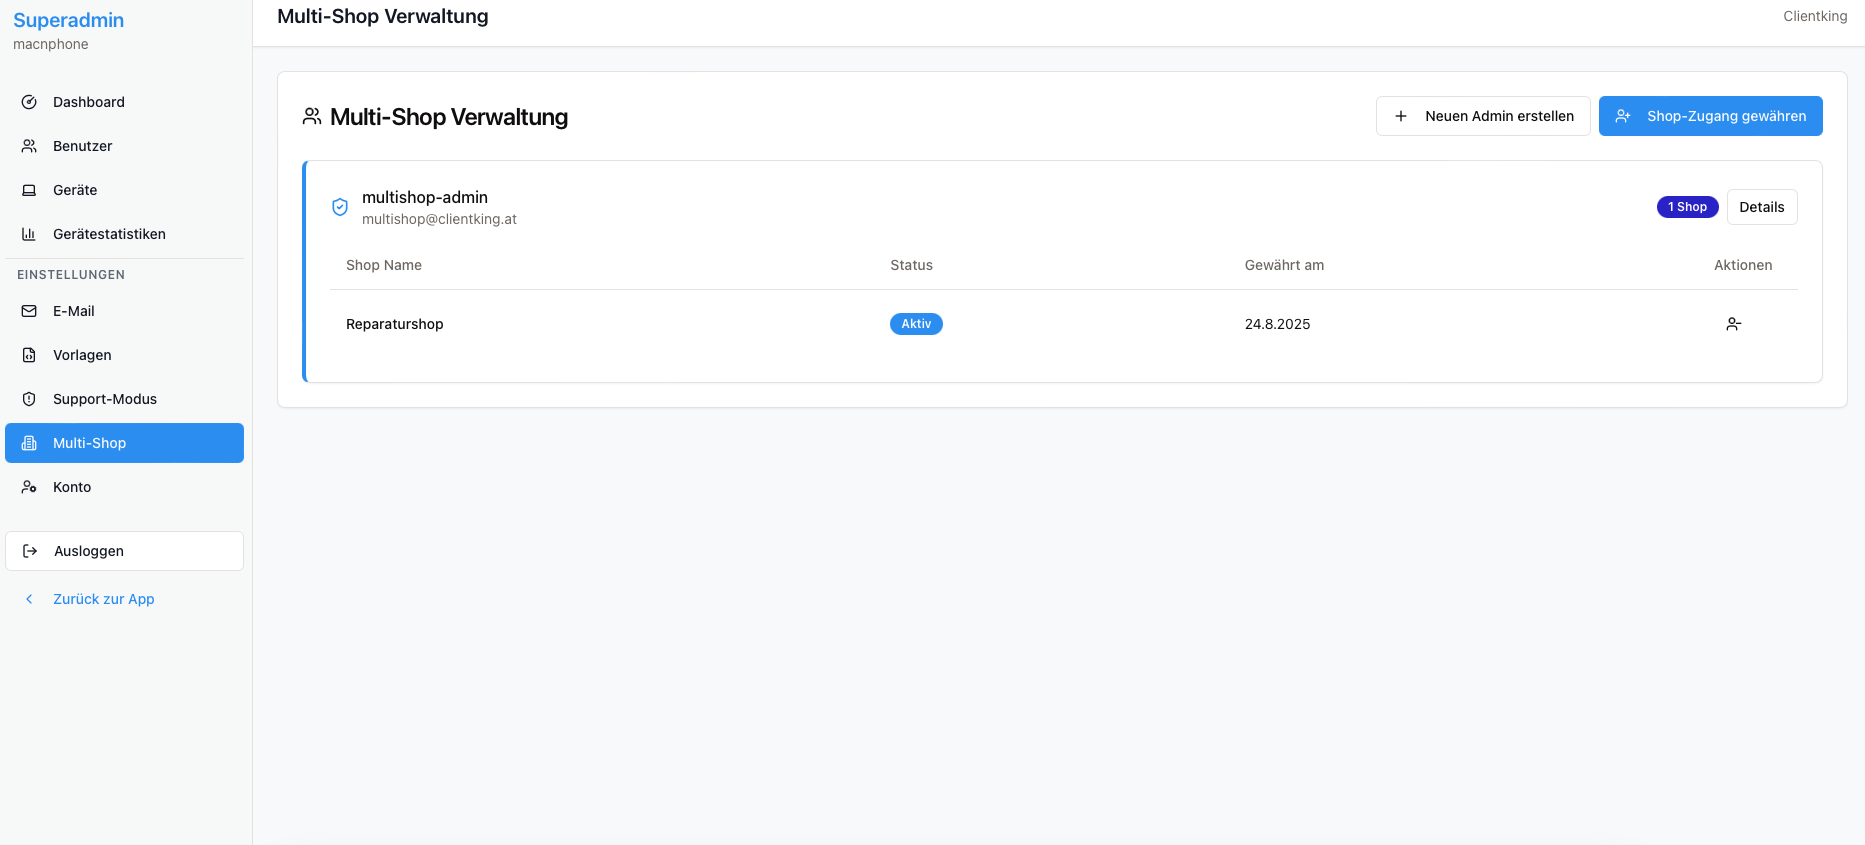 Superadmin
macnphone
Dashboard
Benutzer
Geräte
Gerätestatistiken
EINSTELLUNGEN
E-Mail
Vorlagen
Support-Modus
Multi-Shop
Konto
Ausloggen
Zurück zur App
Multi-Shop Verwaltung
Clientking
Multi-Shop Verwaltung
Neuen Admin erstellen
Shop-Zugang gewähren
multishop-admin
multishop@clientking.at
1 Shop
Details
Shop Name Status Gewährt am Aktionen
Reparaturshop Aktiv 24.8.2025